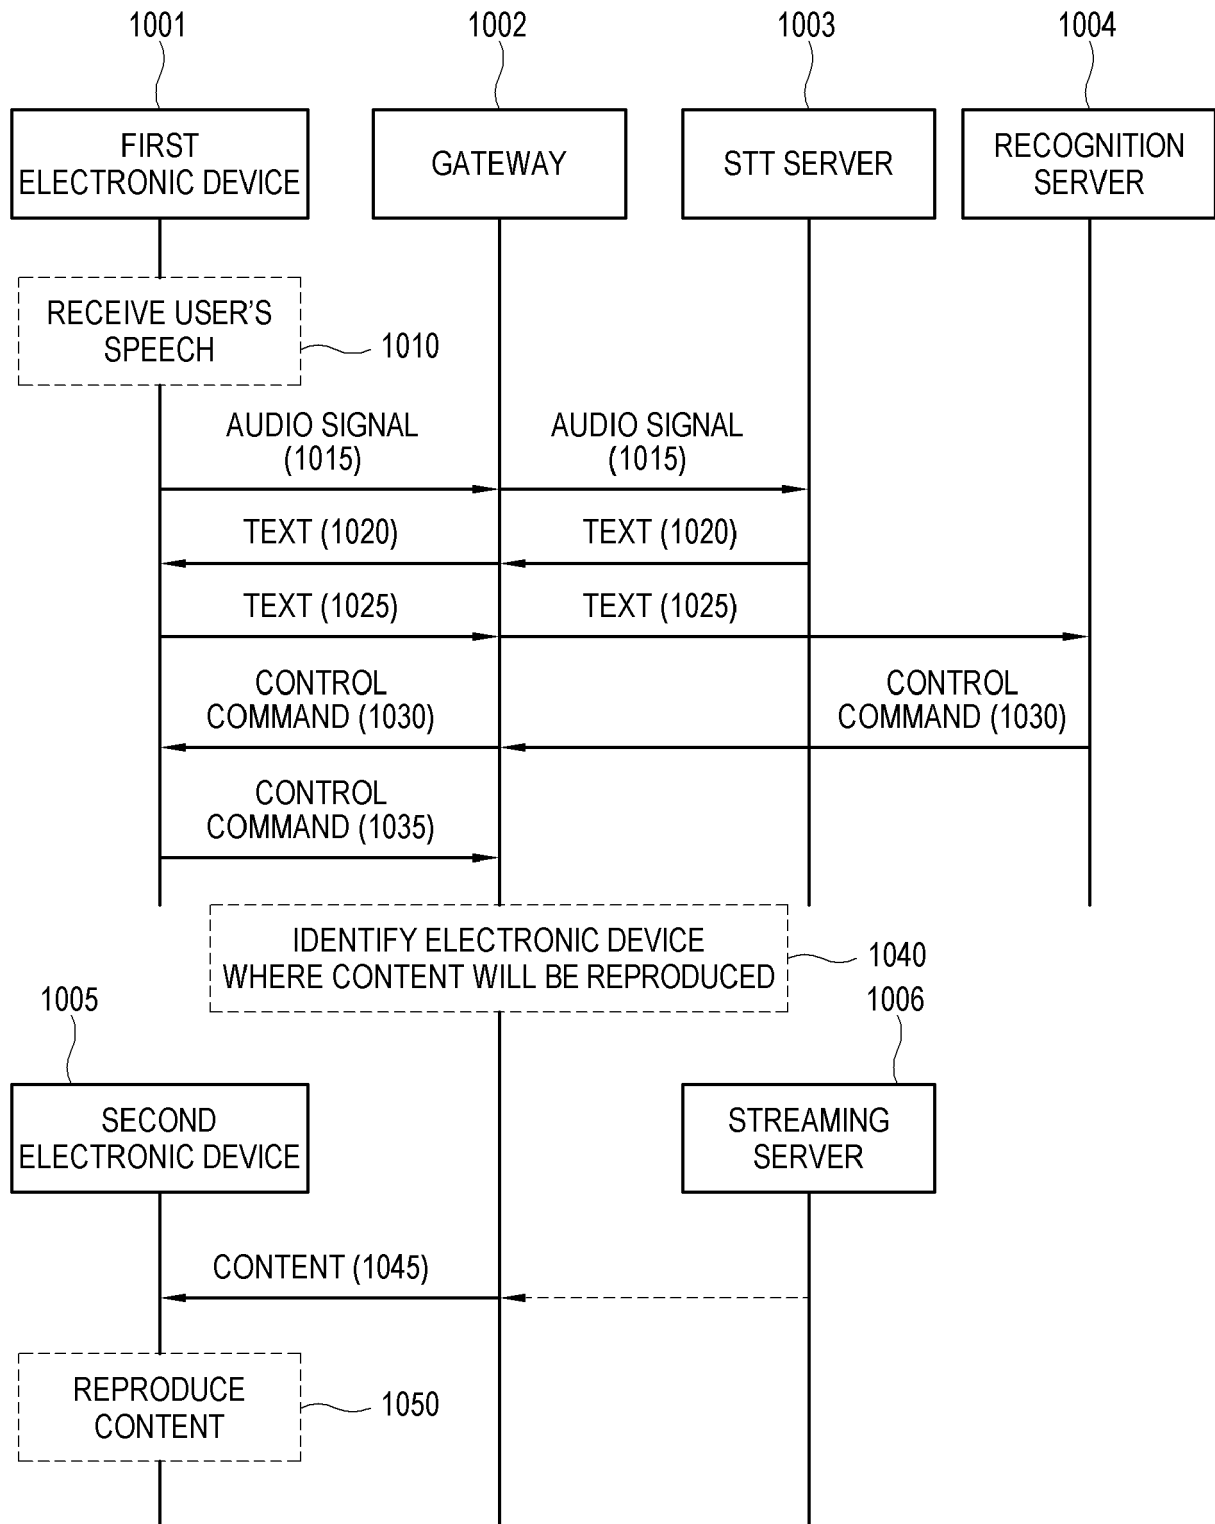 1001
1002
1003
1004
FIRST
ELECTRONIC DEVICE
GATEWAY
STT SERVER
RECOGNITION
SERVER
RECEIVE USER'S
SPEECH
1010
AUDIO SIGNAL
(1015)
AUDIO SIGNAL
(1015)
TEXT (1020)
TEXT (1020)
TEXT (1025)
TEXT (1025)
CONTROL
COMMAND (1030)
CONTROL
COMMAND (1030)
CONTROL
COMMAND (1035)
IDENTIFY ELECTRONIC DEVICE
WHERE CONTENT WILL BE REPRODUCED
1040
1005
1006
SECOND
ELECTRONIC DEVICE
STREAMING
SERVER
CONTENT (1045)
REPRODUCE
CONTENT
1050